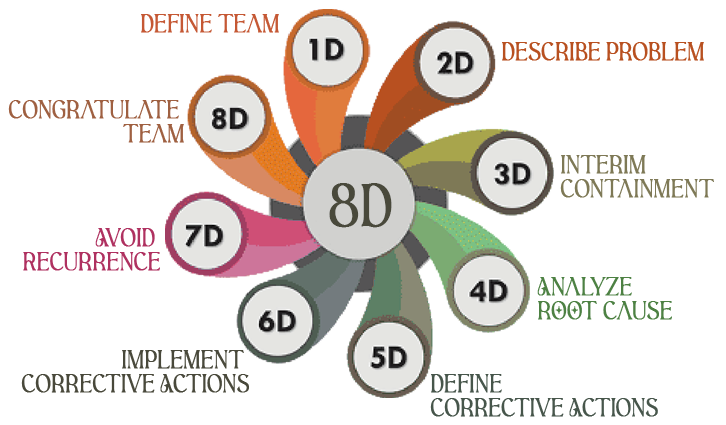 DEFINE TEAM
1D
2D
DESCRIBE PROBLEM
CONGRATULATE
TEAM
8D
3D
INTERIM
CONTAINMENT
8D
AVOID
RECURRENCE
7D
4D
ANALYZE
ROOT CAUSE
6D
IMPLEMENT
CORRECTIVE ACTIONS
5D
DEFINE
CORRECTIVE ACTIONS